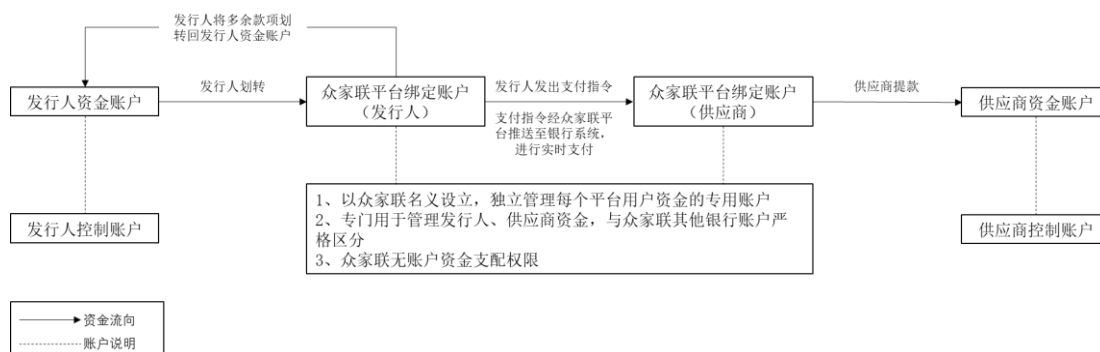 发行人将多余款项划
转回发行人资金账户
发行人资金账户
发行人划转
众家联平台绑定账户
（发行人）
发行人发出支付指令
支付指令经众家联平
台推送至银行系统，
进行实时支付
众家联平台绑定账户
（供应商）
供应商提款
供应商资金账户
发行人控制账户
1、以众家联名义设立，独立管理每个平台用户资金的专用账户
2、专门用于管理发行人、供应商资金，与众家联其他银行账户严
格区分
3、众家联无账户资金支配权限
供应商控制账户
资金流向
账户说明